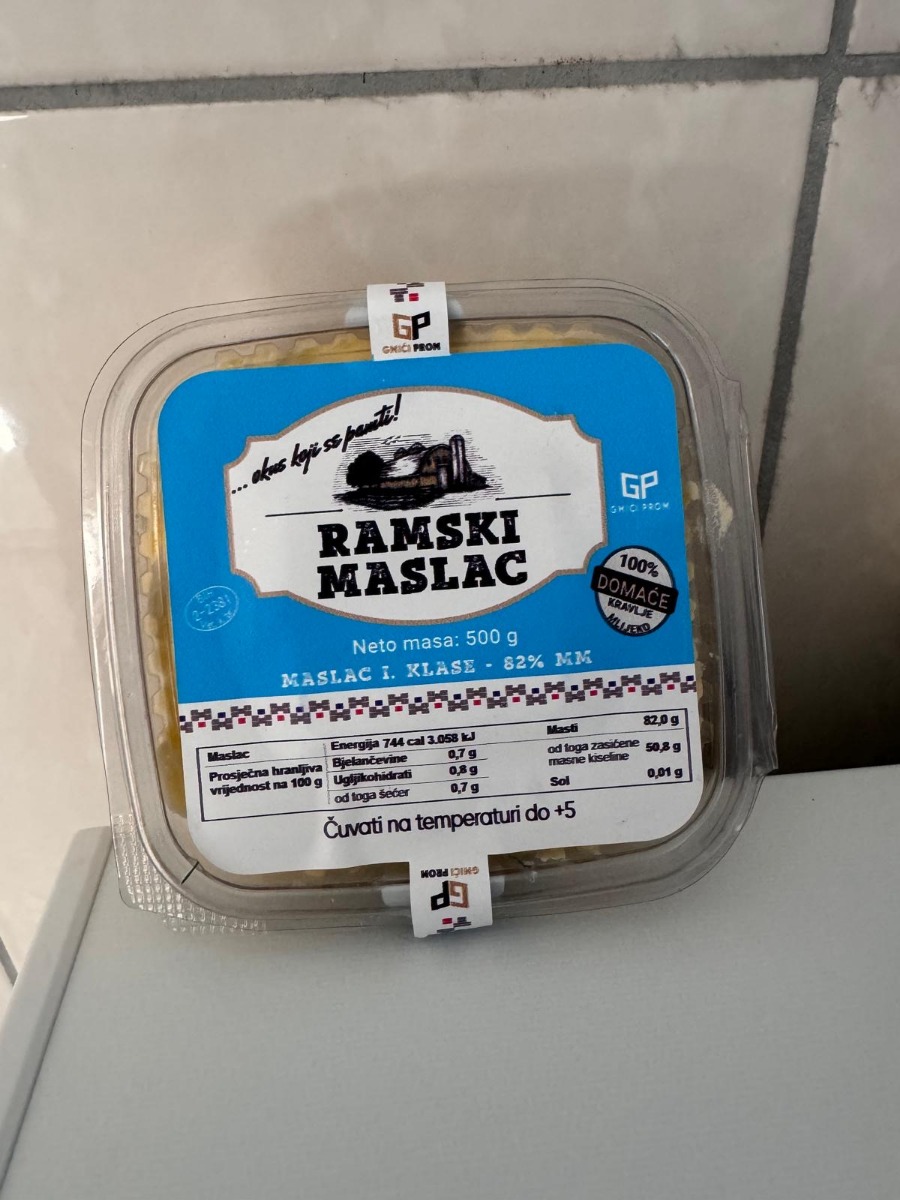 GP
GMIĆI PROM
... okus koji se pamti!
RAMSKI
MASLAC
GP
GMIĆI PROM
100%
DOMAĆE
KRAVLJE
MLIJEKO
Neto masa: 500 g
MASLAC I. KLASE - 82% MM
Maslac
Prosječna hranljiva
vrijednost na 100 g
Energija 744 cal 3.058 kJ
Bjelančevine 0,7 g
Ugljikohidrati 0,8 g
od toga šećer 0,7 g
Masti 82,0 g
od toga zasićene 50,8 g
masne kiseline
Sol 0,01 g
Čuvati na temperaturi do +5
GP
GMIĆI PROM